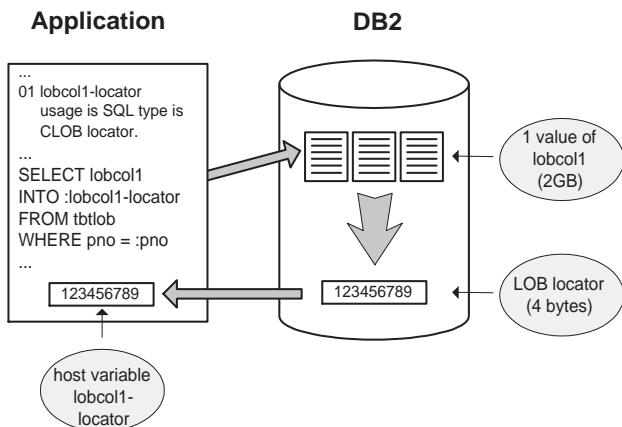 Application
DB2
...
01 lobcol1-locator
usage is SQL type is
CLOB locator.
...
SELECT lobcol1
INTO :lobcol1-locator
FROM tbtlob
WHERE pno = :pno
...
123456789
123456789
1 value of
lobcol1
(2GB)
LOB locator
(4 bytes)
host variable
lobcol1-
locator